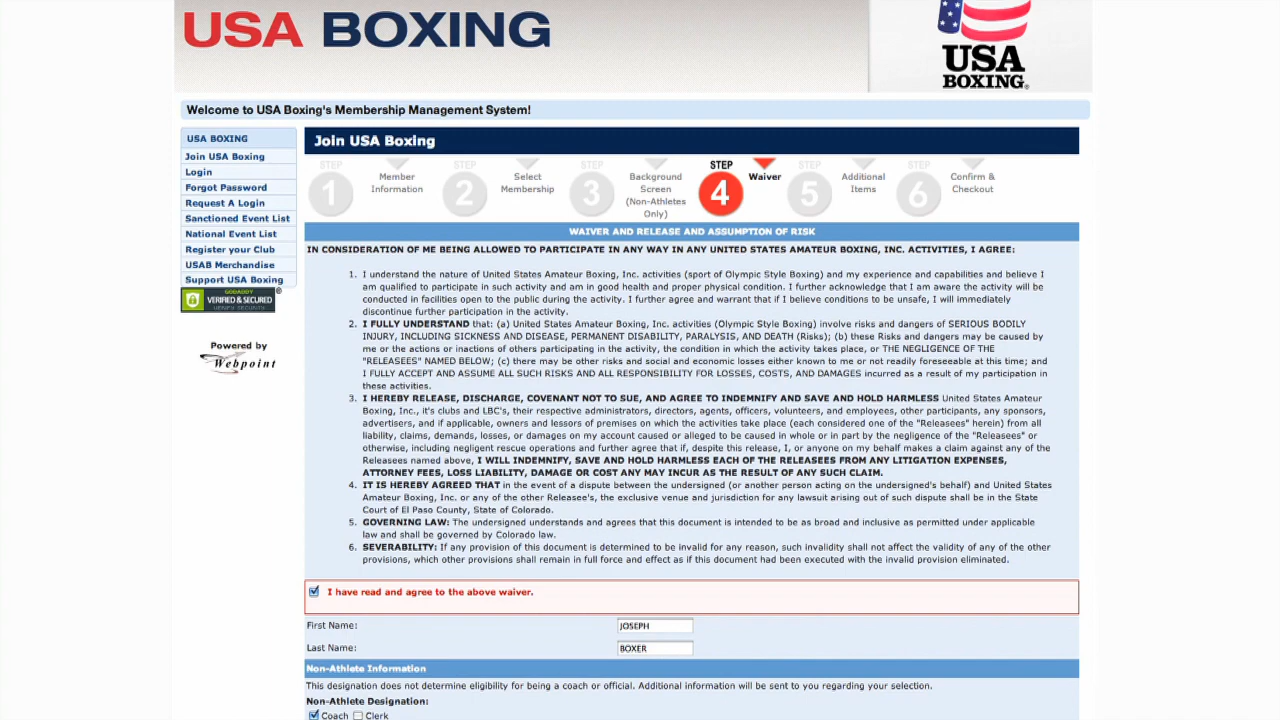 USA BOXING
USA
BOXING®
Welcome to USA Boxing's Membership Management System!
USA BOXING
Join USA Boxing
Login
Forgot Password
Request A Login
Sanctioned Event List
National Event List
Register your Club
USAB Merchandise
Support USA Boxing
GODADDY
VERIFIED & SECURED
VERIFY SECURITY
Powered by
Webpoint
Join USA Boxing
STEP 1 Member Information
STEP 2 Select Membership
STEP 3 Background Screen (Non-Athletes Only)
STEP 4 Waiver
STEP 5 Additional Items
STEP 6 Confirm & Checkout
WAIVER AND RELEASE AND ASSUMPTION OF RISK
IN CONSIDERATION OF ME BEING ALLOWED TO PARTICIPATE IN ANY WAY IN ANY UNITED STATES AMATEUR BOXING, INC. ACTIVITIES, I AGREE:
1. I understand the nature of United States Amateur Boxing, Inc. activities (sport of Olympic Style Boxing) and my experience and capabilities and believe I
am qualified to participate in such activity and am in good health and proper physical condition. I further acknowledge that I am aware the activity will be
conducted in facilities open to the public during the activity. I further agree and warrant that if I believe conditions to be unsafe, I will immediately
discontinue further participation in the activity.
2. I FULLY UNDERSTAND that: (a) United States Amateur Boxing, Inc. activities (Olympic Style Boxing) involve risks and dangers of SERIOUS BODILY
INJURY, INCLUDING SICKNESS AND DISEASE, PERMANENT DISABILITY, PARALYSIS, AND DEATH (Risks); (b) these Risks and dangers may be caused by
me or the actions or inactions of others participating in the activity, the condition in which the activity takes place, or THE NEGLIGENCE OF THE
"RELEASEES" NAMED BELOW; (c) there may be other risks and social and economic losses either known to me or not readily foreseeable at this time; and
I FULLY ACCEPT AND ASSUME ALL SUCH RISKS AND ALL RESPONSIBILITY FOR LOSSES, COSTS, AND DAMAGES incurred as a result of my participation in
these activities.
3. I HEREBY RELEASE, DISCHARGE, COVENANT NOT TO SUE, AND AGREE TO INDEMNIFY AND SAVE AND HOLD HARMLESS United States Amateur
Boxing, Inc., it's clubs and LBC's, their respective administrators, directors, agents, officers, volunteers, and employees, other participants, any sponsors,
advertisers, and if applicable, owners and lessors of premises on which the activities take place (each considered one of the "Releasees" herein) from all
liability, claims, demands, losses, or damages on my account caused or alleged to be caused in whole or in part by the negligence of the "Releasees" or
otherwise, including negligent rescue operations and further agree that if, despite this release, I, or anyone on my behalf makes a claim against any of the
Releasees named above, I WILL INDEMNIFY, SAVE AND HOLD HARMLESS EACH OF THE RELEASEES FROM ANY LITIGATION EXPENSES,
ATTORNEY FEES, LOSS LIABILITY, DAMAGE OR COST ANY MAY INCUR AS THE RESULT OF ANY SUCH CLAIM.
4. IT IS HEREBY AGREED THAT in the event of a dispute between the undersigned (or another person acting on the undersigned's behalf) and United States
Amateur Boxing, Inc. or any of the other Releasee's, the exclusive venue and jurisdiction for any lawsuit arising out of such dispute shall be in the State
Court of El Paso County, State of Colorado.
5. GOVERNING LAW: The undersigned understands and agrees that this document is intended to be as broad and inclusive as permitted under applicable
law and shall be governed by Colorado law.
6. SEVERABILITY: If any provision of this document is determined to be invalid for any reason, such invalidity shall not affect the validity of any of the other
provisions, which other provisions shall remain in full force and effect as if this document had been executed with the invalid provision eliminated.
I have read and agree to the above waiver.
First Name: JOSEPH
Last Name: BOXER
Non-Athlete Information
This designation does not determine eligibility for being a coach or official. Additional information will be sent to you regarding your selection.
Non-Athlete Designation:
Coach Clerk